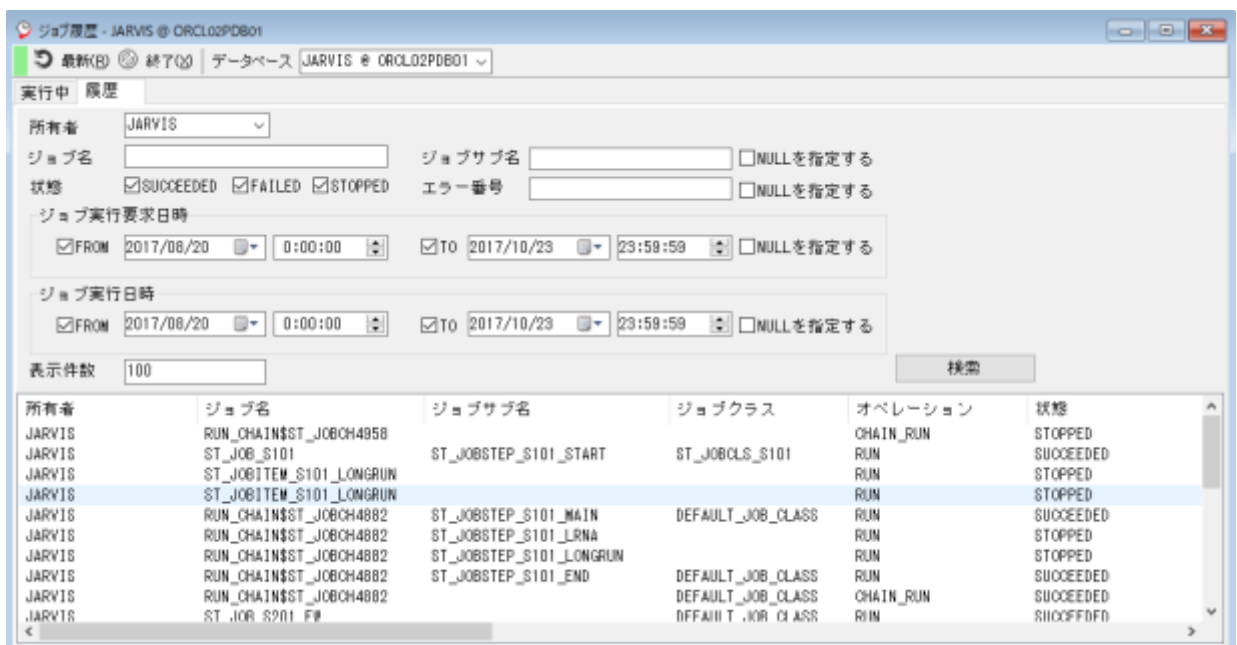 ジョブ履歴 - JARVIS @ ORCL02PDB01
最新(R) 終了(X) データベース JARVIS @ ORCL02PDB01
実行中 履歴
所有者 JARVIS
ジョブ名 ジョブサブ名 NULLを指定する
状態 SUCCEEDED FAILED STOPPED エラー番号 NULLを指定する
ジョブ実行要求日時
FROM 2017/08/20 0:00:00 TO 2017/10/23 23:59:59 NULLを指定する
ジョブ実行日時
FROM 2017/08/20 0:00:00 TO 2017/10/23 23:59:59 NULLを指定する
表示件数 100 検索
所有者 ジョブ名 ジョブサブ名 ジョブクラス オペレーション 状態
JARVIS RUN_CHAIN$ST_JOBCH4958 CHAIN_RUN STOPPED
JARVIS ST_JOB_S101 ST_JOBSTEP_S101_START ST_JOBCLS_S101 RUN SUCCEEDED
JARVIS ST_JOBITEM_S101_LONGRUN RUN STOPPED
JARVIS ST_JOBITEM_S101_LONGRUN RUN STOPPED
JARVIS RUN_CHAIN$ST_JOBCH4882 ST_JOBSTEP_S101_MAIN DEFAULT_JOB_CLASS RUN SUCCEEDED
JARVIS RUN_CHAIN$ST_JOBCH4882 ST_JOBSTEP_S101_LRNA RUN STOPPED
JARVIS RUN_CHAIN$ST_JOBCH4882 ST_JOBSTEP_S101_LONGRUN RUN STOPPED
JARVIS RUN_CHAIN$ST_JOBCH4882 ST_JOBSTEP_S101_END DEFAULT_JOB_CLASS RUN SUCCEEDED
JARVIS RUN_CHAIN$ST_JOBCH4882 DEFAULT_JOB_CLASS CHAIN_RUN SUCCEEDED
JARVIS ST_JOB_S201_EW DEFAULT_JOB_CLASS RUN SUCCEEDED